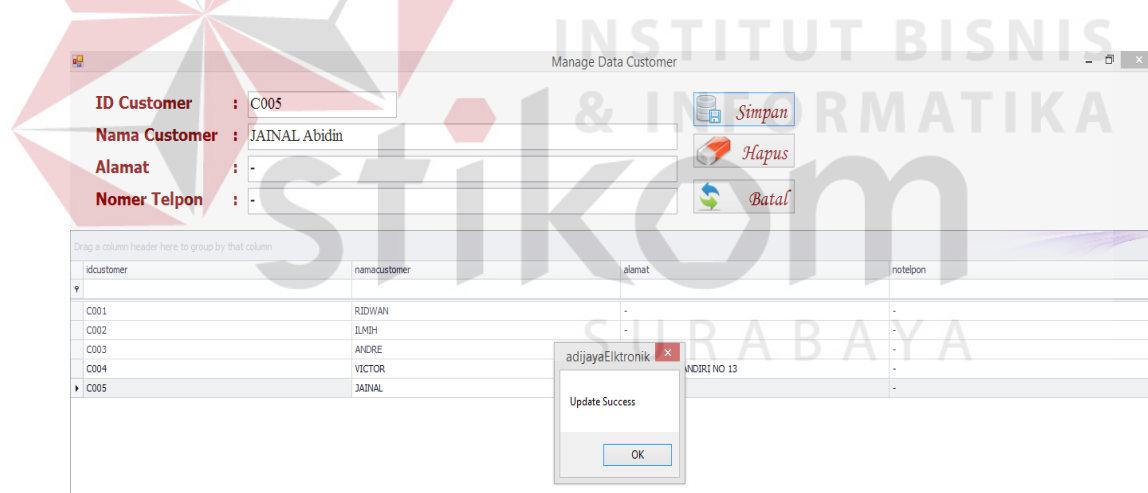 INSTITUT BISNIS
Manage Data Customer
& INFORMATIKA
ID Customer : C005
Nama Customer : JAINAL Abidin
Alamat : -
Nomer Telpon : -
Simpan
Hapus
Batal
stikom
SURABAYA
Drag a column header here to group by that column
idcustomer namacustomer alamat notelpon
C001 RIDWAN - -
C002 ILMIH - -
C003 ANDRE -
C004 VICTOR NO 13 -
C005 JAINAL -
adijayaElktronik
Update Success
OK